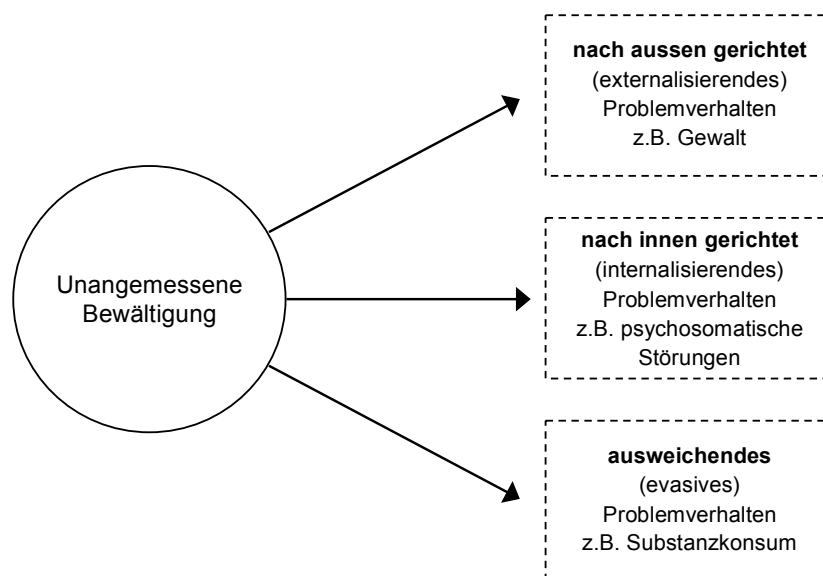 nach aussen gerichtet
(externalisierendes)
Problemverhalten
z.B. Gewalt
Unangemessene
Bewältigung
nach innen gerichtet
(internalisierendes)
Problemverhalten
z.B. psychosomatische
Störungen
ausweichendes
(evasives)
Problemverhalten
z.B. Substanzkonsum